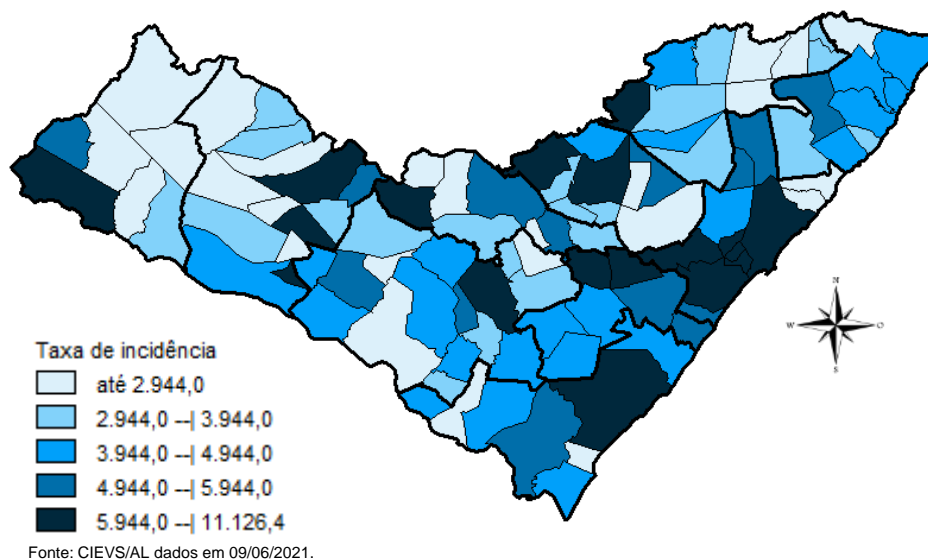 N
W
O
S
Taxa de incidência
até 2.944,0
2.944,0 --| 3.944,0
3.944,0 --| 4.944,0
4.944,0 --| 5.944,0
5.944,0 --| 11.126,4
Fonte: CIEVS/AL dados em 09/06/2021.